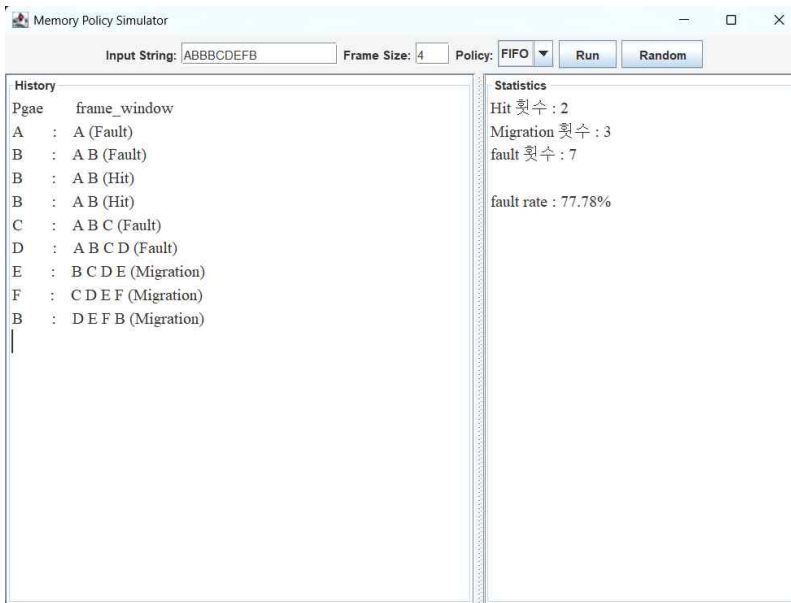 Memory Policy Simulator
Input String: ABBBCDEFB Frame Size: 4 Policy: FIFO Run Random
History
Pgae frame_window
A : A (Fault)
B : A B (Fault)
B : A B (Hit)
B : A B (Hit)
C : A B C (Fault)
D : A B C D (Fault)
E : B C D E (Migration)
F : C D E F (Migration)
B : D E F B (Migration)
Statistics
Hit 횟수 : 2
Migration 횟수 : 3
fault 횟수 : 7
fault rate : 77.78%